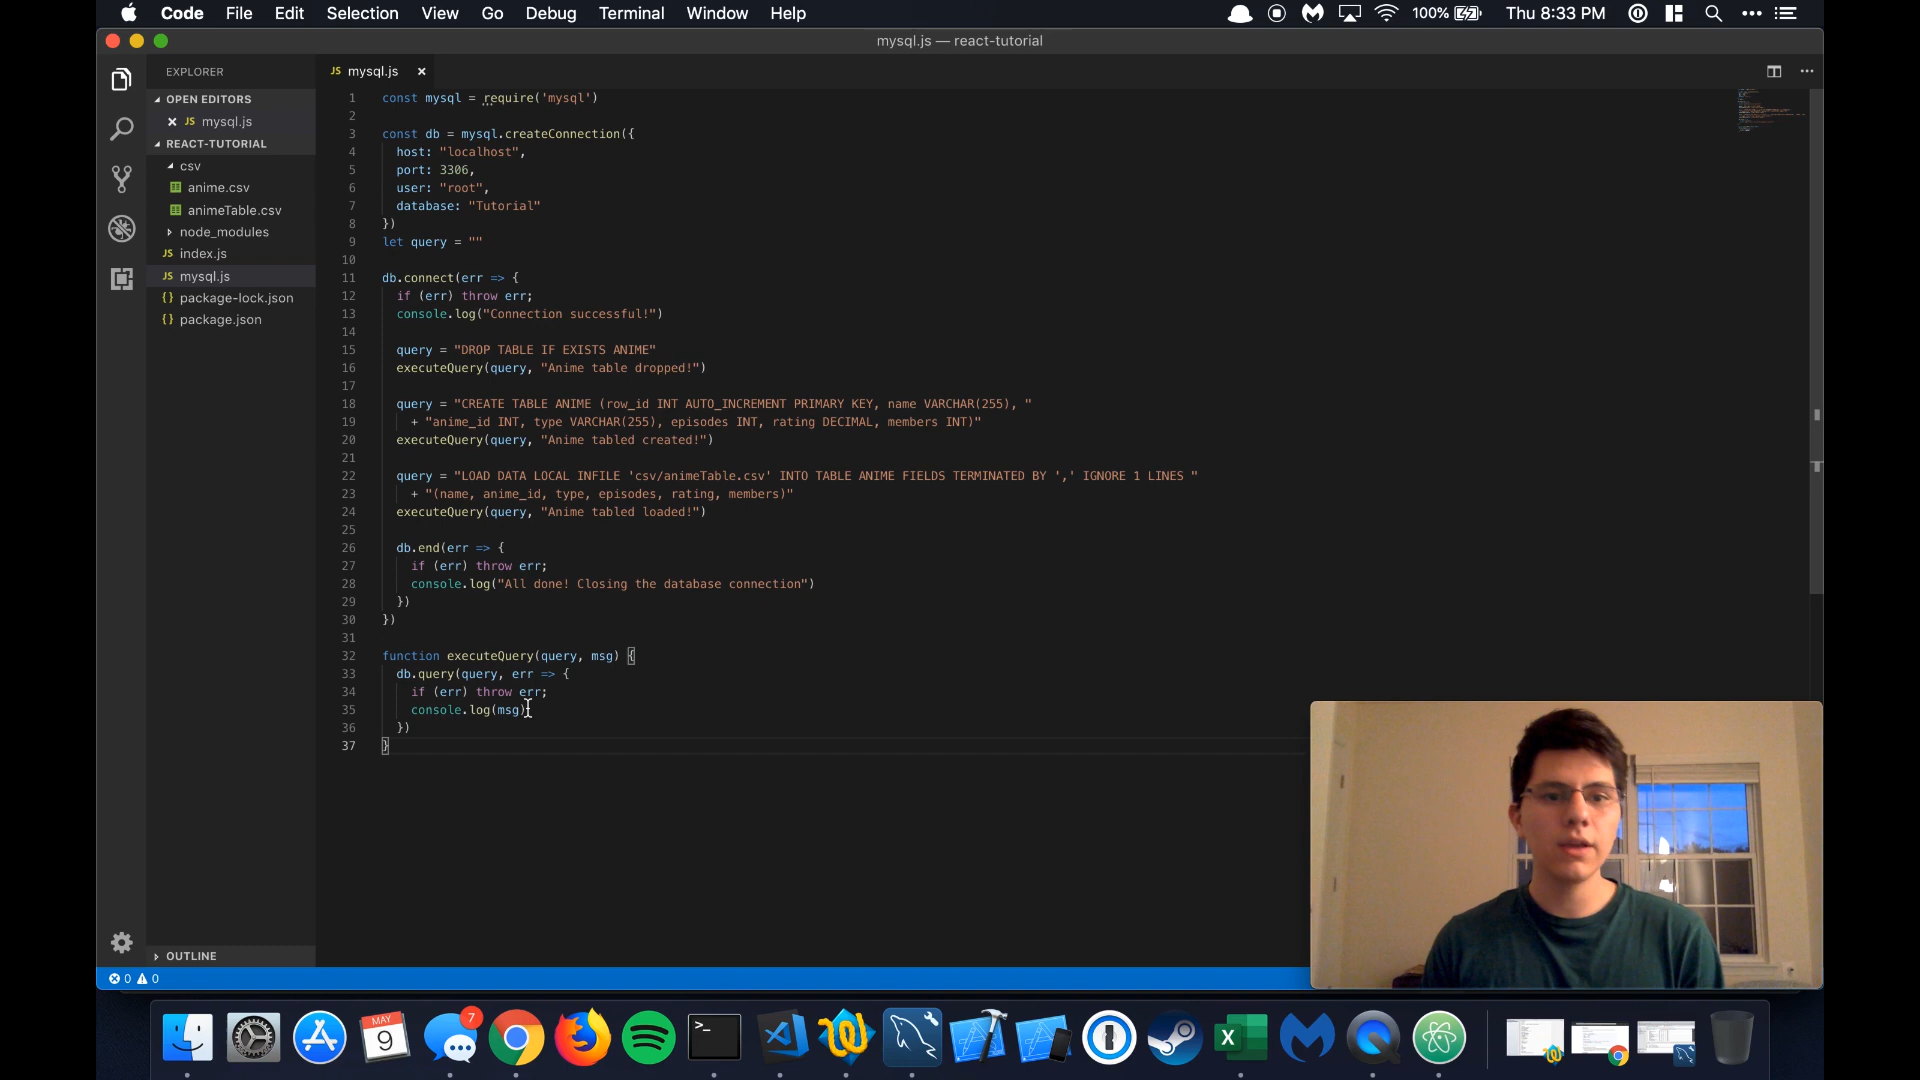 Code File Edit Selection View Go Debug Terminal Window Help 100% Thu 8:33 PM
mysql.js — react-tutorial
EXPLORER
JS mysql.js
OPEN EDITORS
JS mysql.js
REACT-TUTORIAL
csv
anime.csv
animeTable.csv
node_modules
JS index.js
JS mysql.js
{} package-lock.json
{} package.json
OUTLINE
1 const mysql = require('mysql')
2
3 const db = mysql.createConnection({
4 host: "localhost",
5 port: 3306,
6 user: "root",
7 database: "Tutorial"
8 })
9 let query = ""
10
11 db.connect(err => {
12 if (err) throw err;
13 console.log("Connection successful!")
14
15 query = "DROP TABLE IF EXISTS ANIME"
16 executeQuery(query, "Anime table dropped!")
17
18 query = "CREATE TABLE ANIME (row_id INT AUTO_INCREMENT PRIMARY KEY, name VARCHAR(255), "
19 + "anime_id INT, type VARCHAR(255), episodes INT, rating DECIMAL, members INT)"
20 executeQuery(query, "Anime tabled created!")
21
22 query = "LOAD DATA LOCAL INFILE 'csv/animeTable.csv' INTO TABLE ANIME FIELDS TERMINATED BY ',' IGNORE 1 LINES "
23 + "(name, anime_id, type, episodes, rating, members)"
24 executeQuery(query, "Anime tabled loaded!")
25
26 db.end(err => {
27 if (err) throw err;
28 console.log("All done! Closing the database connection")
29 })
30 })
31
32 function executeQuery(query, msg) {
33 db.query(query, err => {
34 if (err) throw err;
35 console.log(msg)
36 })
37 }
0 0
MAY
9
7
>_
X